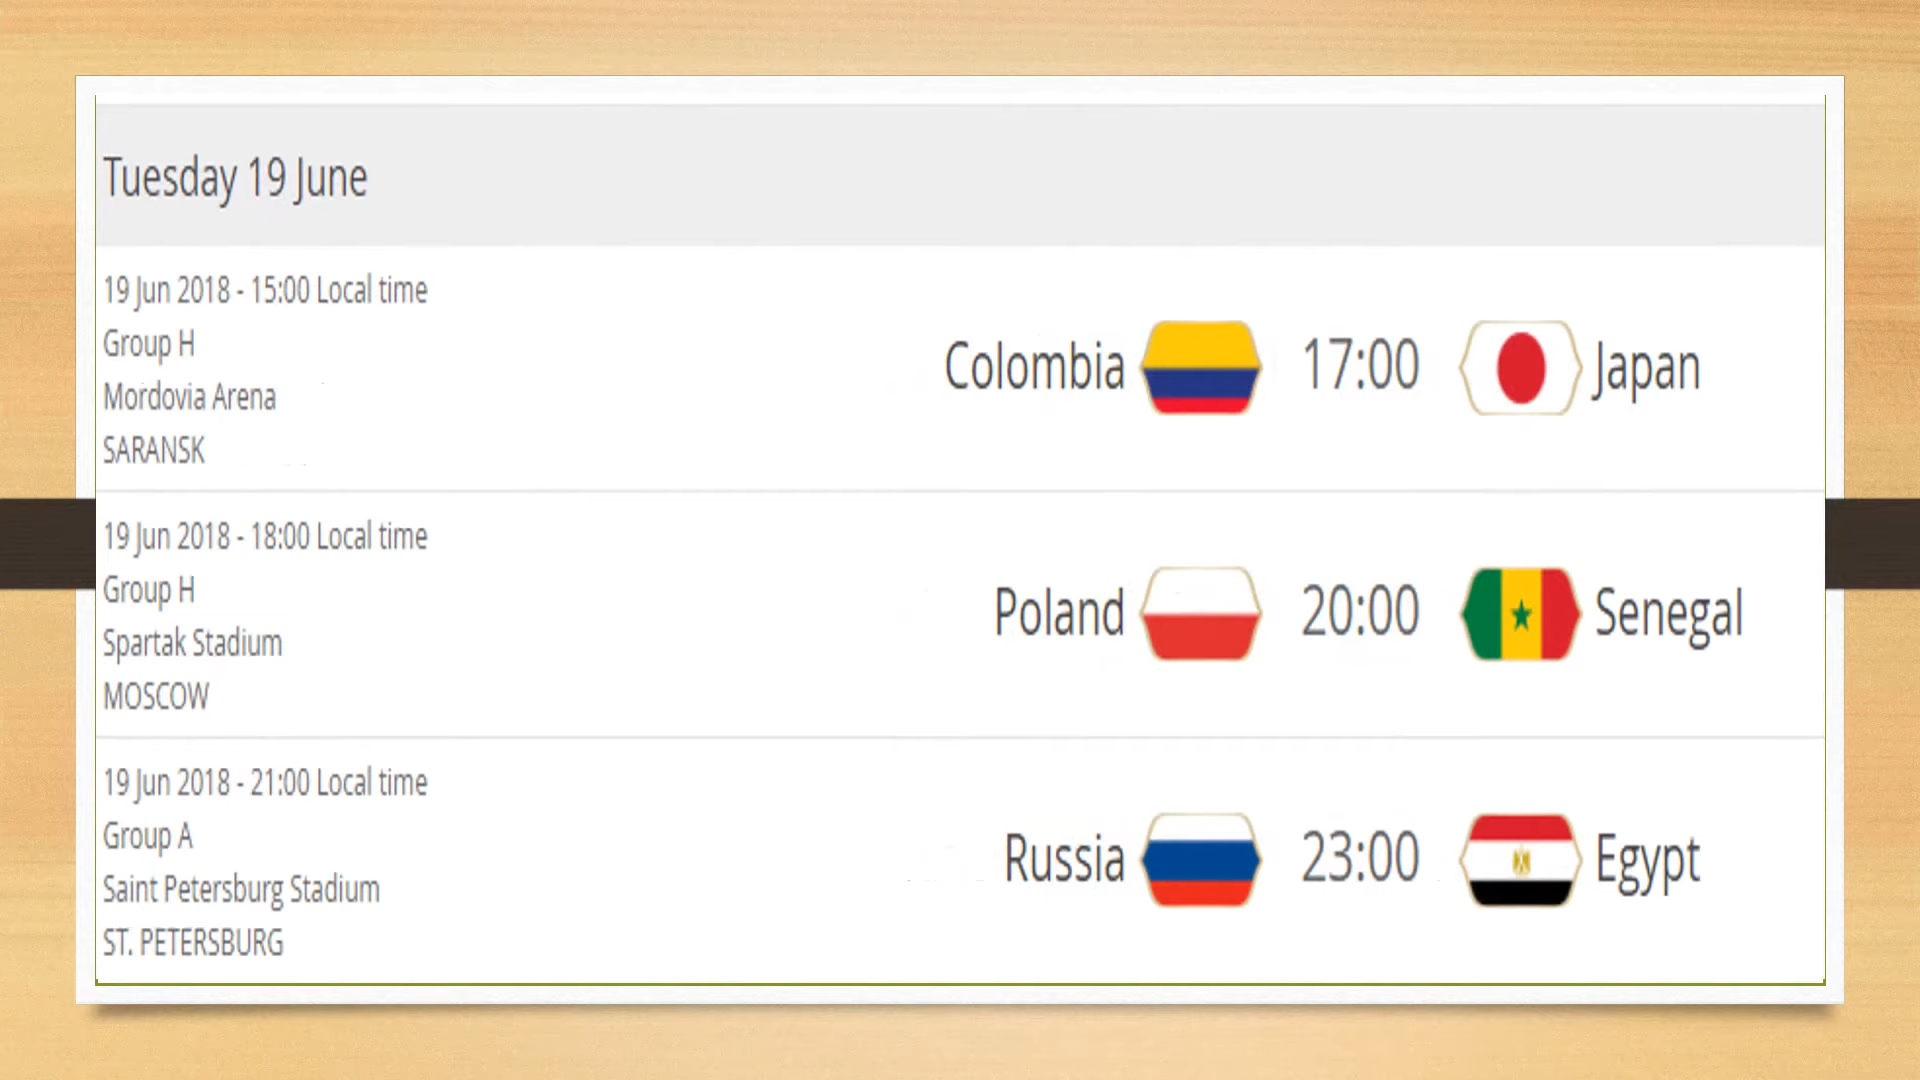 Tuesday 19 June
19 Jun 2018 - 15:00 Local time
Group H
Mordovia Arena
SARANSK
Colombia 17:00 Japan
19 Jun 2018 - 18:00 Local time
Group H
Spartak Stadium
MOSCOW
Poland 20:00 Senegal
19 Jun 2018 - 21:00 Local time
Group A
Saint Petersburg Stadium
ST. PETERSBURG
Russia 23:00 Egypt